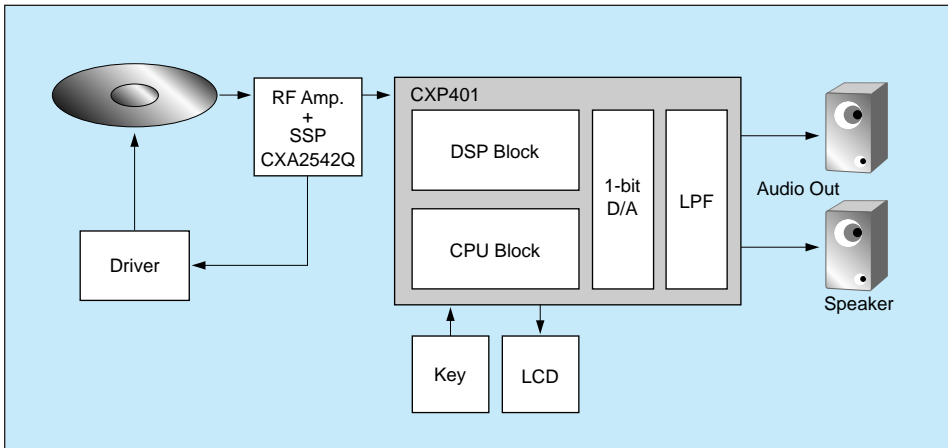 RF Amp.
+
SSP
CXA2542Q
CXP401
DSP Block
1-bit
D/A
LPF
Audio Out
CPU Block
Driver
Speaker
Key
LCD